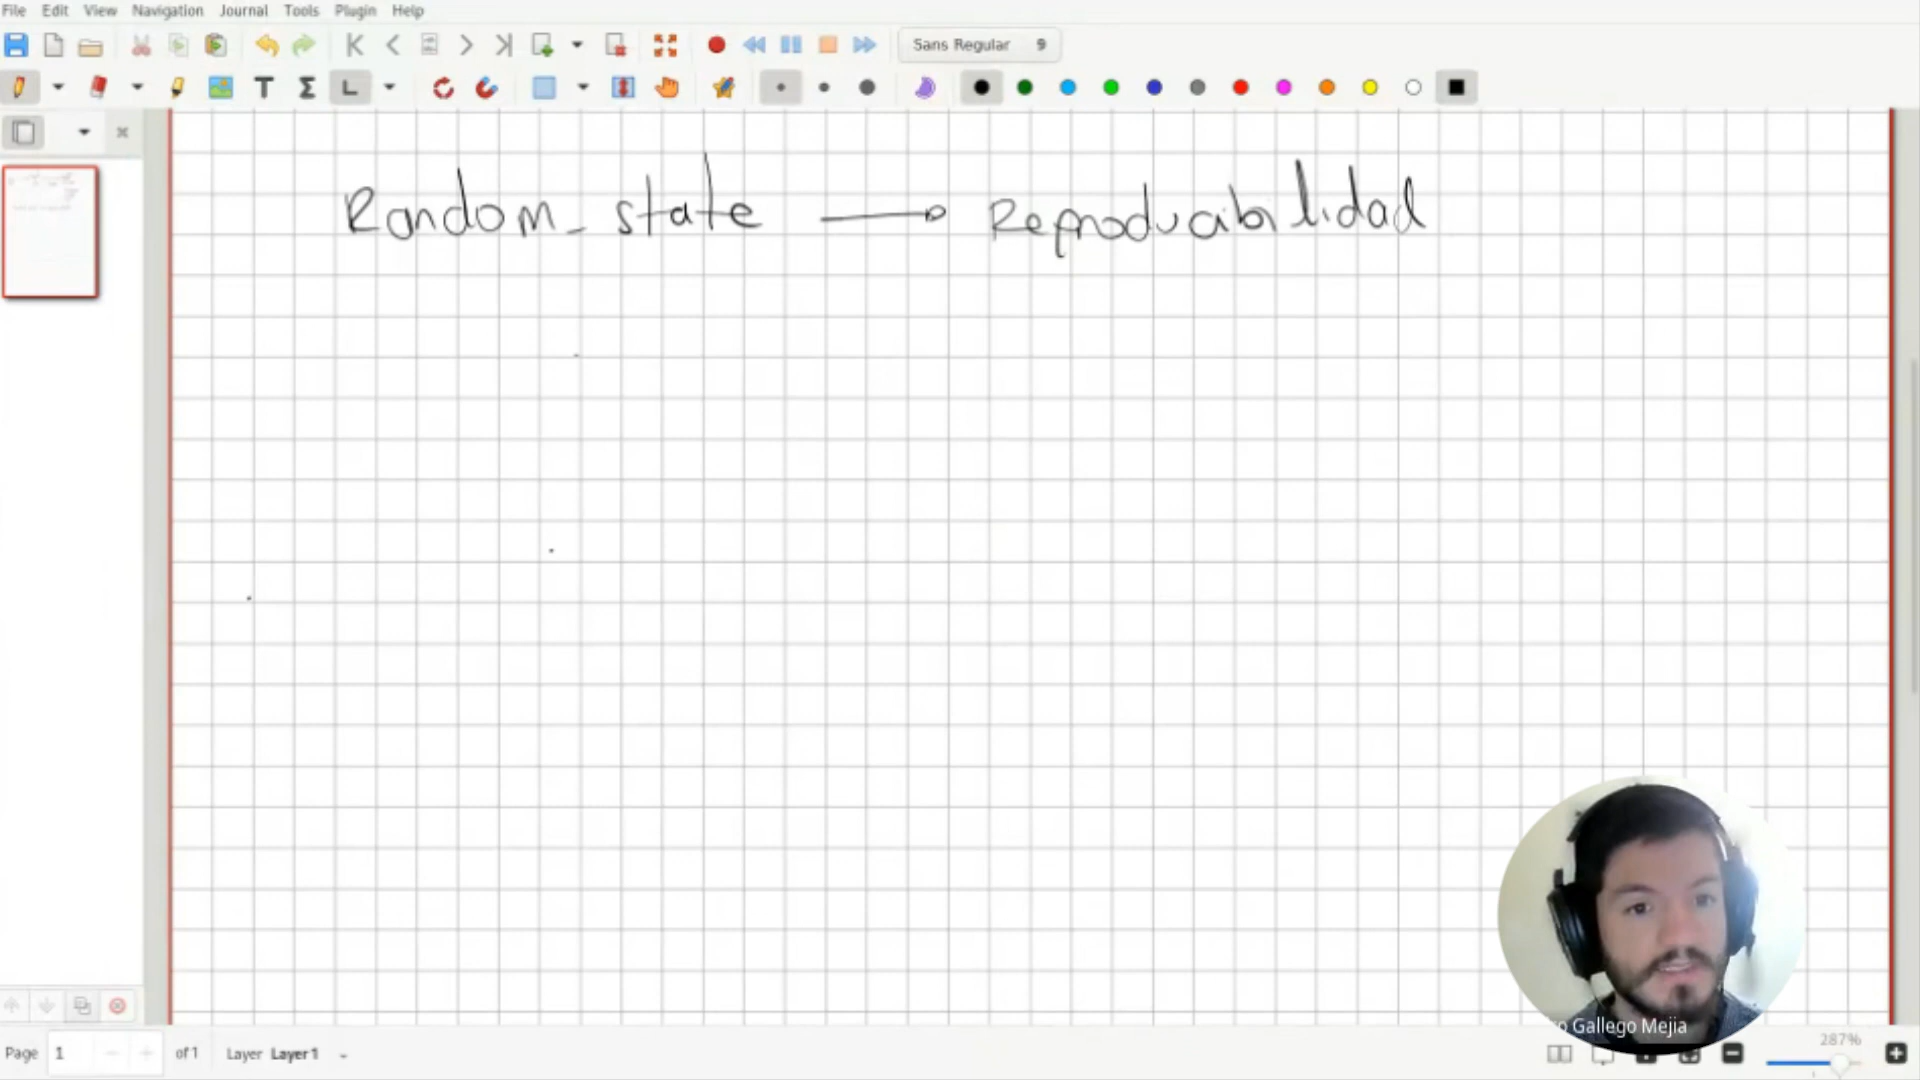 File Edit View Navigation Journal Tools Plugin Help
Sans Regular 9
Random_state → Reproducibilidad
Gallego Mejia
287%
Page 1 of 1 Layer Layer 1